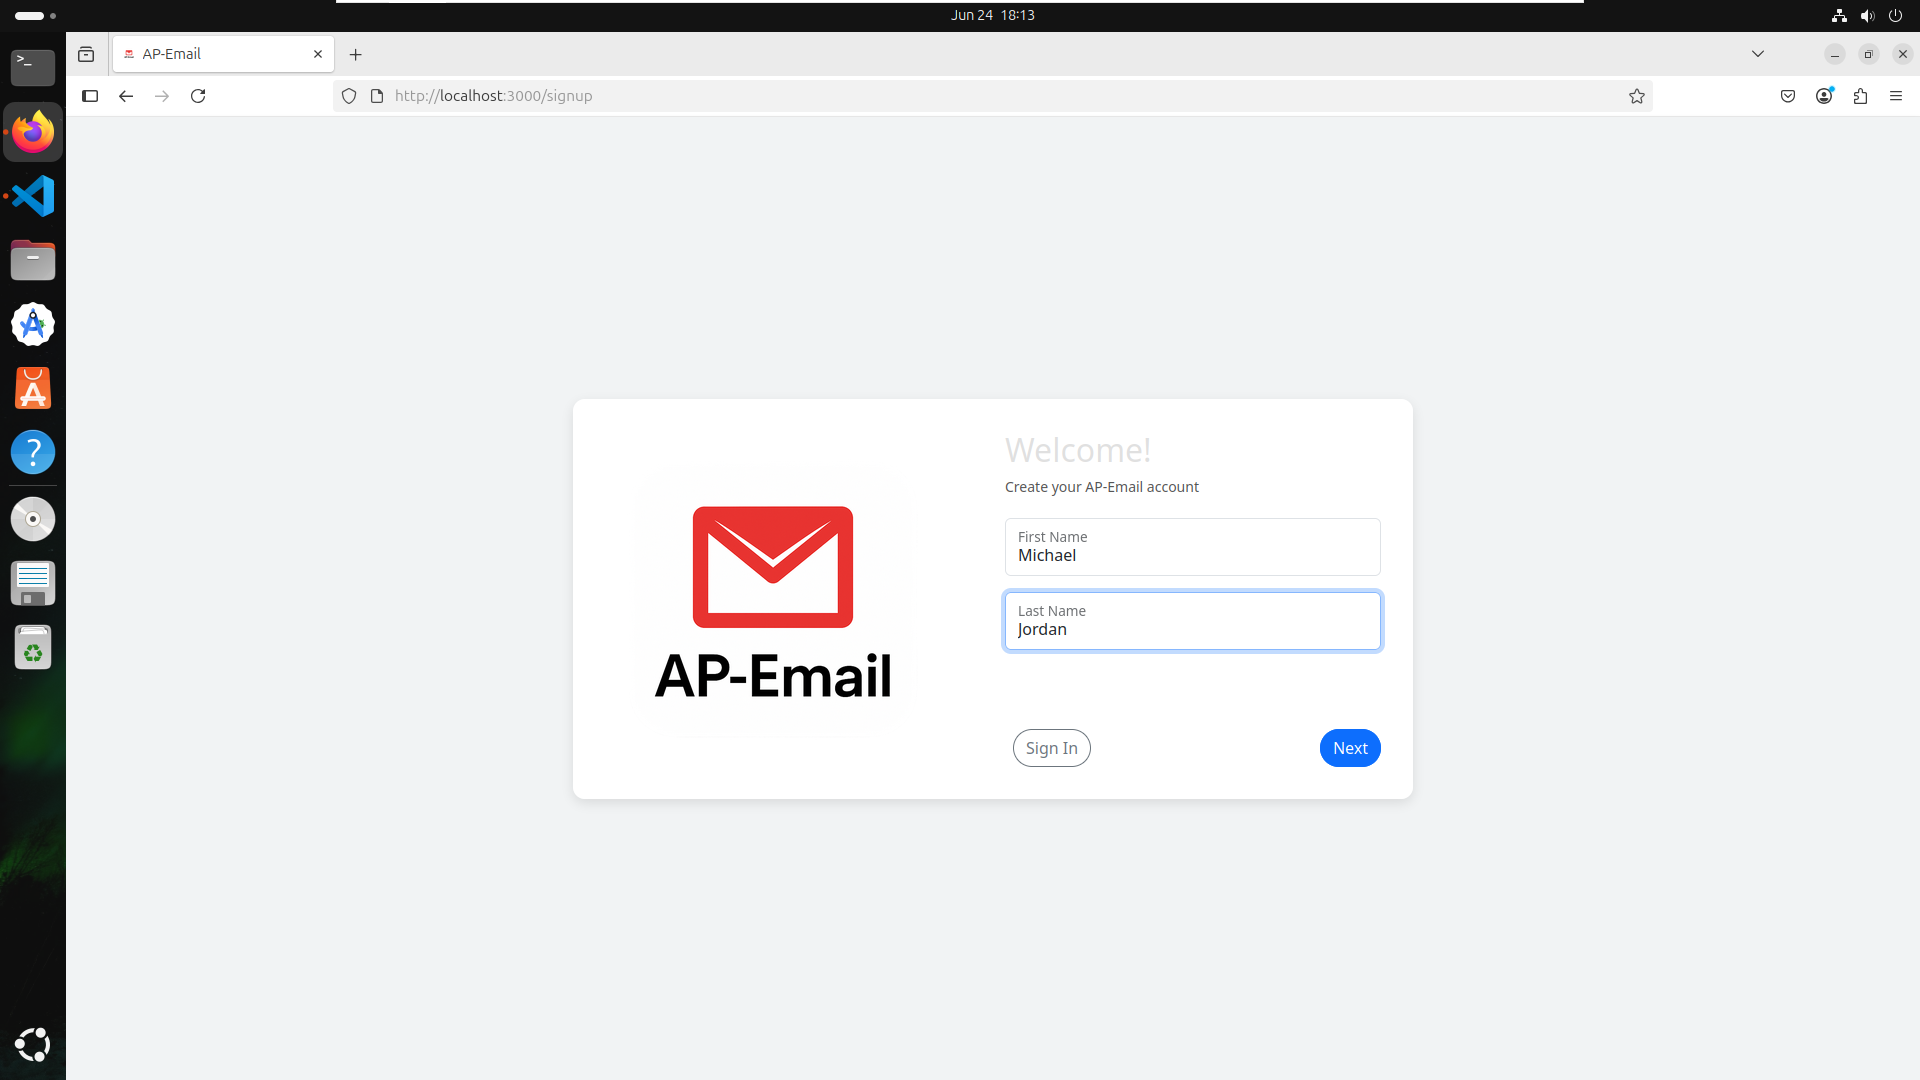 Jun 24 18:13
AP-Email
http://localhost:3000/signup
Welcome!
Create your AP-Email account
First Name
Michael
Last Name
Jordan
AP-Email
Sign In
Next